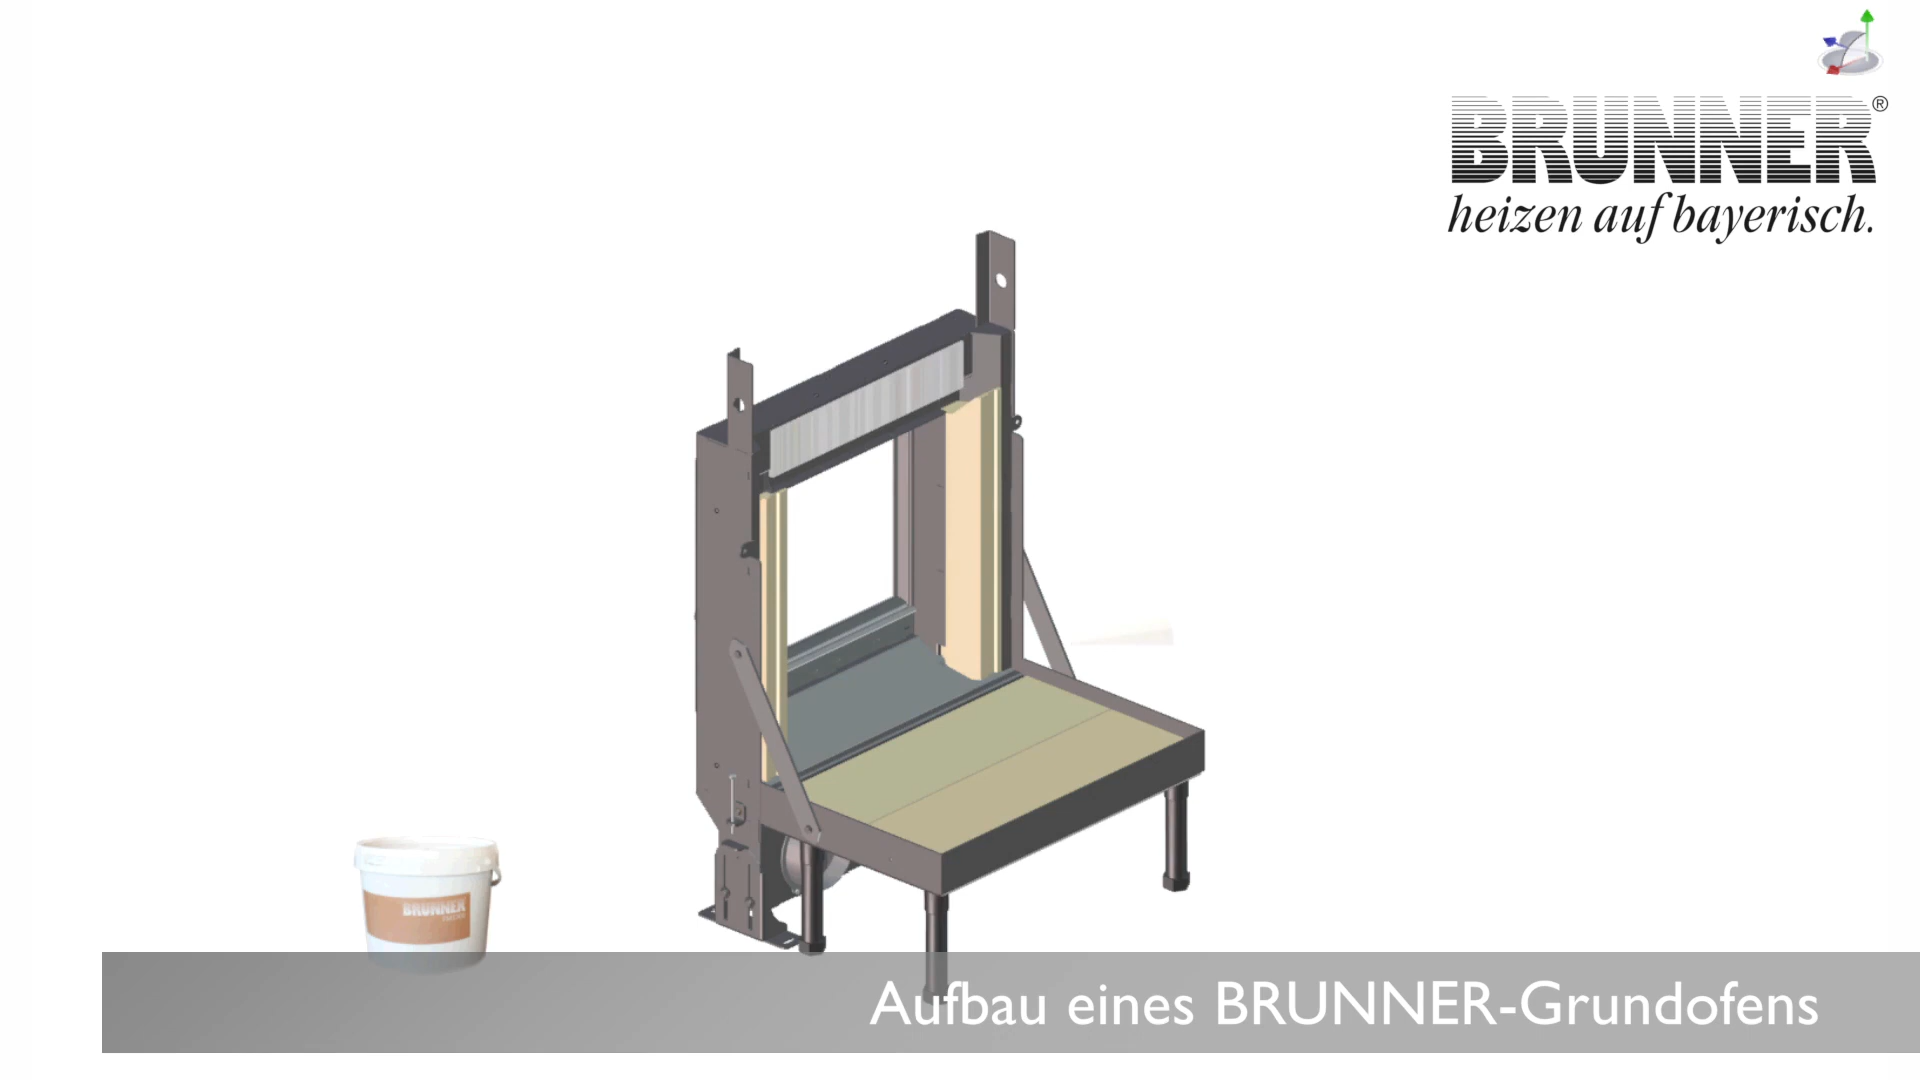 BRUNNER®
heizen auf bayerisch.
BRUNNER
Aufbau eines BRUNNER-Grundofens